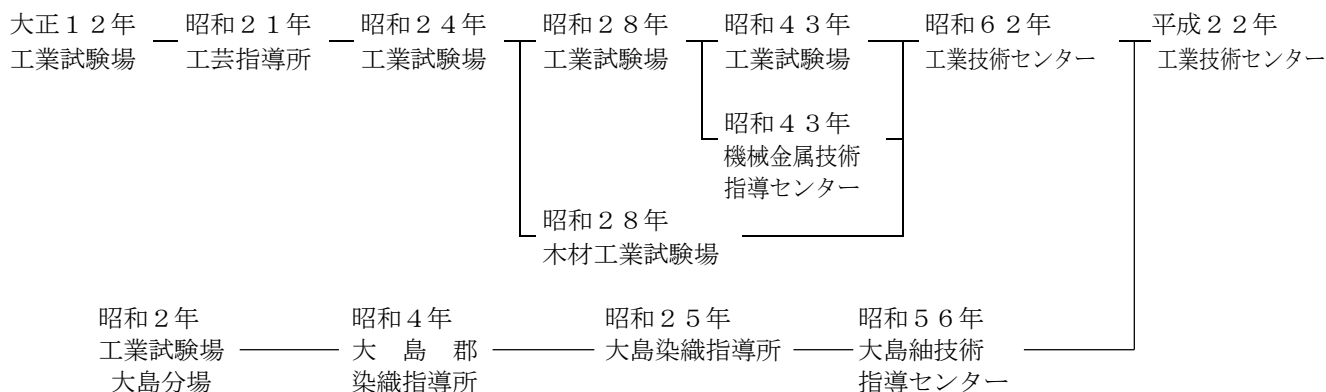 大正１２年
工業試験場
昭和２１年
工芸指導所
昭和２４年
工業試験場
昭和２８年
工業試験場
昭和４３年
工業試験場
昭和６２年
工業技術センター
平成２２年
工業技術センター
昭和４３年
機械金属技術
指導センター
昭和２８年
木材工業試験場
昭和２年
工業試験場
大島分場
昭和４年
大　島　郡
染織指導所
昭和２５年
大島染織指導所
昭和５６年
大島紬技術
指導センター